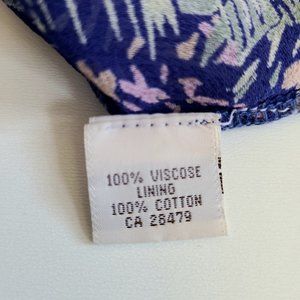 100% VISCOSE
LINING
100% COTTON
CA 28479